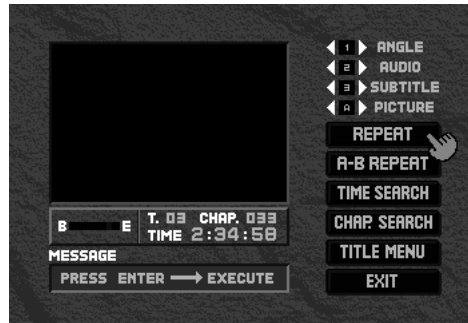 1 ANGLE
2 AUDIO
3 SUBTITLE
A PICTURE
REPEAT
A-B REPEAT
TIME SEARCH
CHAP. SEARCH
TITLE MENU
EXIT
B E
T. 03 CHAP. 033
TIME 2:34:58
MESSAGE
PRESS ENTER → EXECUTE